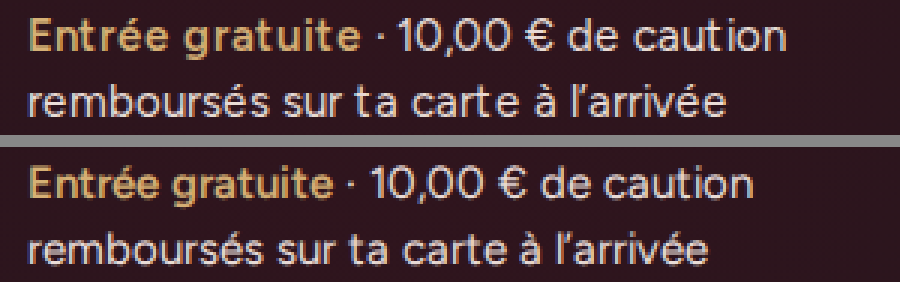 Entrée gratuite · 10,00 € de caution
remboursés sur ta carte à l'arrivée
Entrée gratuite · 10,00 € de caution
remboursés sur ta carte à l'arrivée